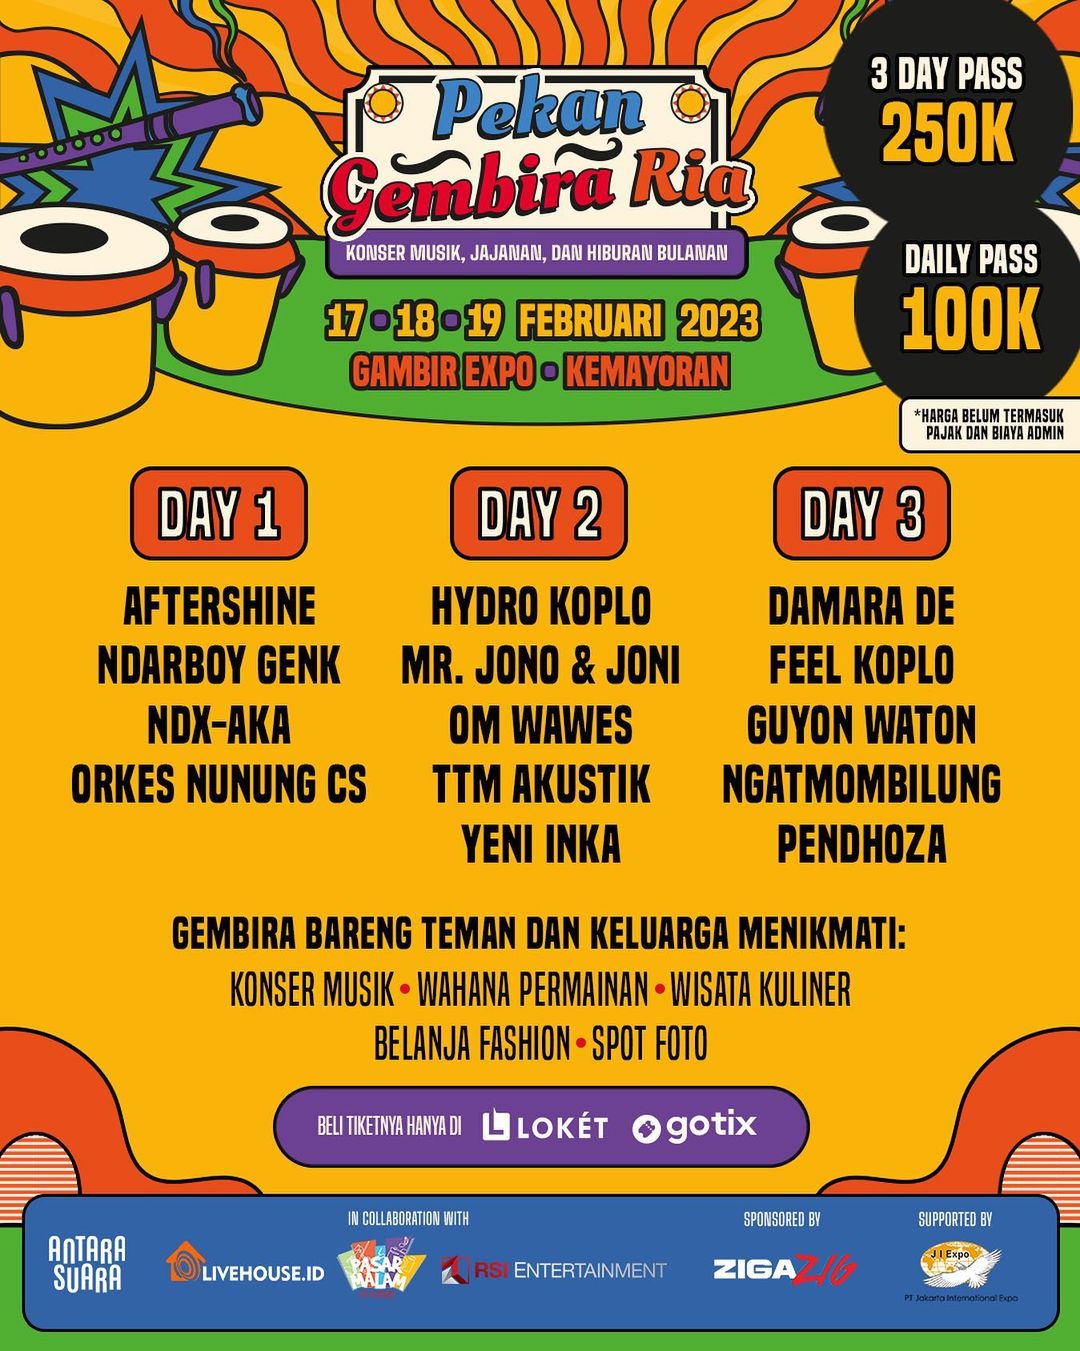 Pekan
Gembira Ria
KONSER MUSIK, JAJANAN, DAN HIBURAN BULANAN
17 • 18 • 19 FEBRUARI 2023
GAMBIR EXPO • KEMAYORAN
3 DAY PASS
250K
DAILY PASS
100K
*HARGA BELUM TERMASUK
PAJAK DAN BIAYA ADMIN
DAY 1
AFTERSHINE
NDARBOY GENK
NDX-AKA
ORKES NUNUNG CS
DAY 2
HYDRO KOPLO
MR. JONO & JONI
OM WAWES
TTM AKUSTIK
YENI INKA
DAY 3
DAMARA DE
FEEL KOPLO
GUYON WATON
NGATMOMBILUNG
PENDHOZA
GEMBIRA BARENG TEMAN DAN KELUARGA MENIKMATI:
KONSER MUSIK • WAHANA PERMAINAN • WISATA KULINER
BELANJA FASHION • SPOT FOTO
BELI TIKETNYA HANYA DI LOKÉT gotix
ANTARA
SUARA
IN COLLABORATION WITH
LIVEHOUSE.ID
PASAR
MALAM
RSI ENTERTAINMENT
SPONSORED BY
ZIGAZIG
SUPPORTED BY
J I Expo
PT Jakarta International Expo